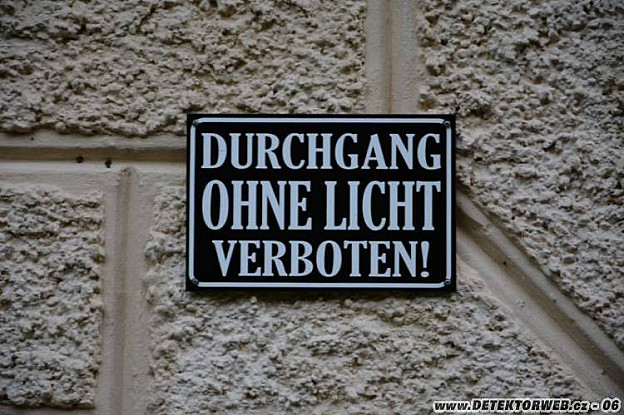 DURCHGANG
OHNE LICHT
VERBOTEN!
www.DETEKTORWEB.cz - 06